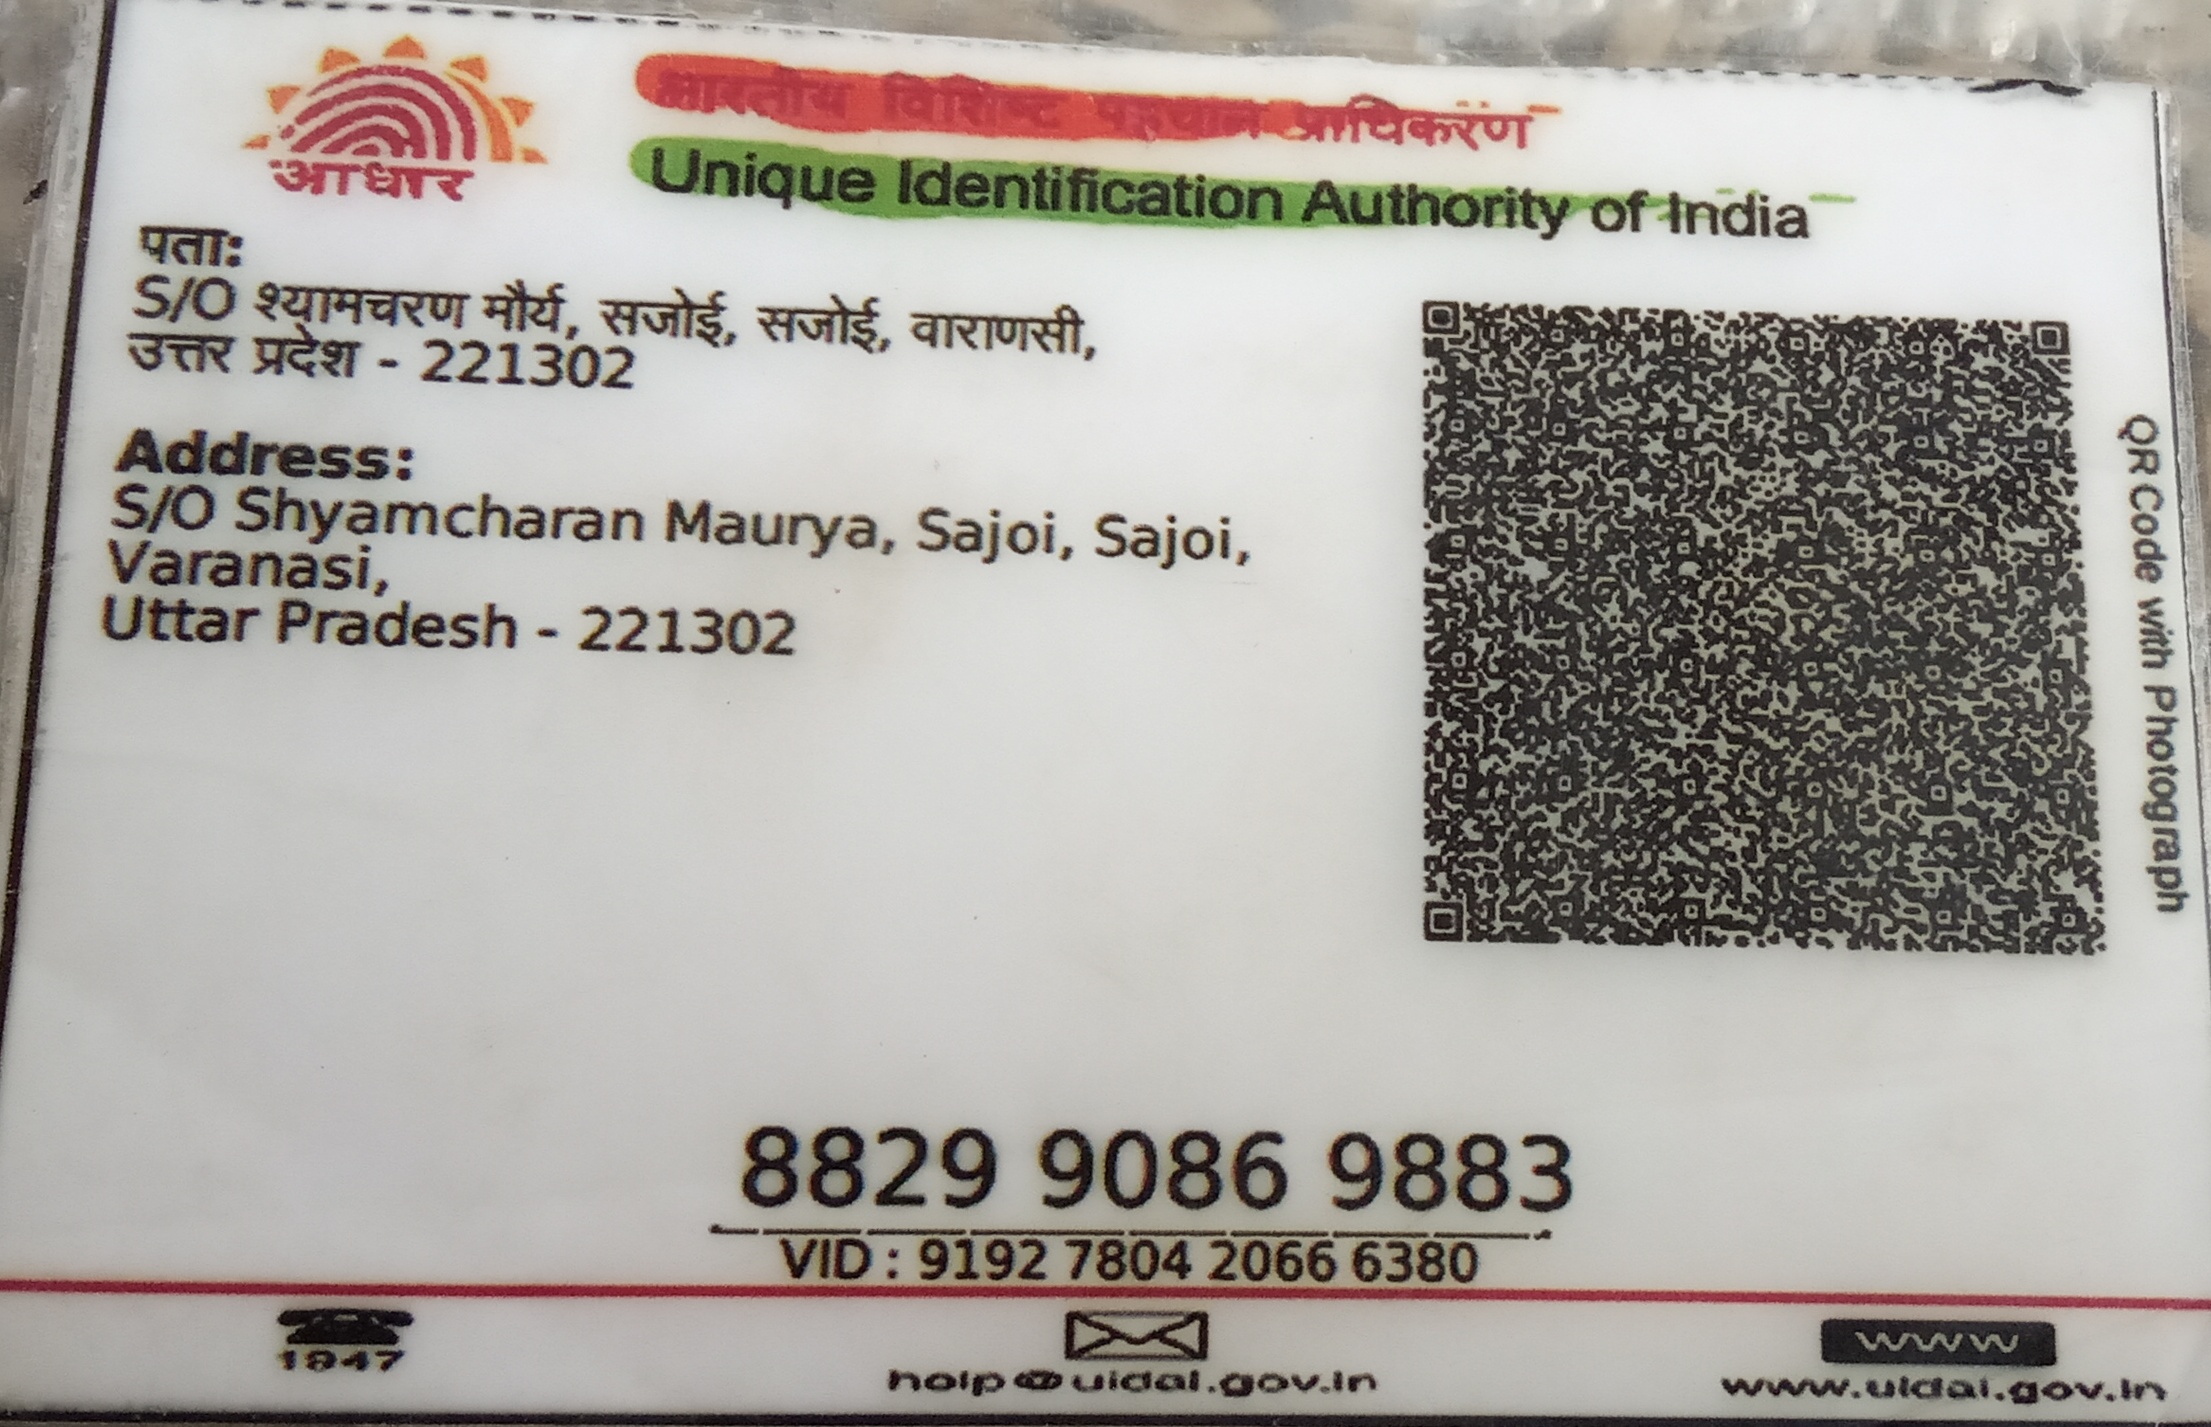 आधार
भारतीय विशिष्ट पहचान प्राधिकरण
Unique Identification Authority of India
पता:
S/O श्यामचरण मौर्य, सजोई, सजोई, वाराणसी,
उत्तर प्रदेश - 221302
Address:
S/O Shyamcharan Maurya, Sajoi, Sajoi,
Varanasi,
Uttar Pradesh - 221302
QR Code with Photograph
8829 9086 9883
VID : 9192 7804 2066 6380
1947
help@uidai.gov.in
www
www.uidai.gov.in